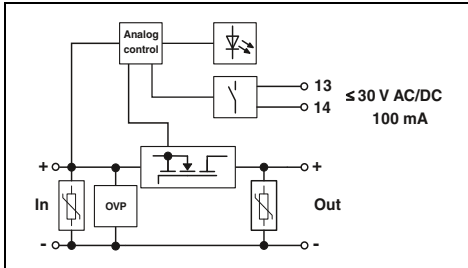 Analog
control
13
14
≤ 30 V AC/DC
100 mA
+
+
In
OVP
Out
-
-